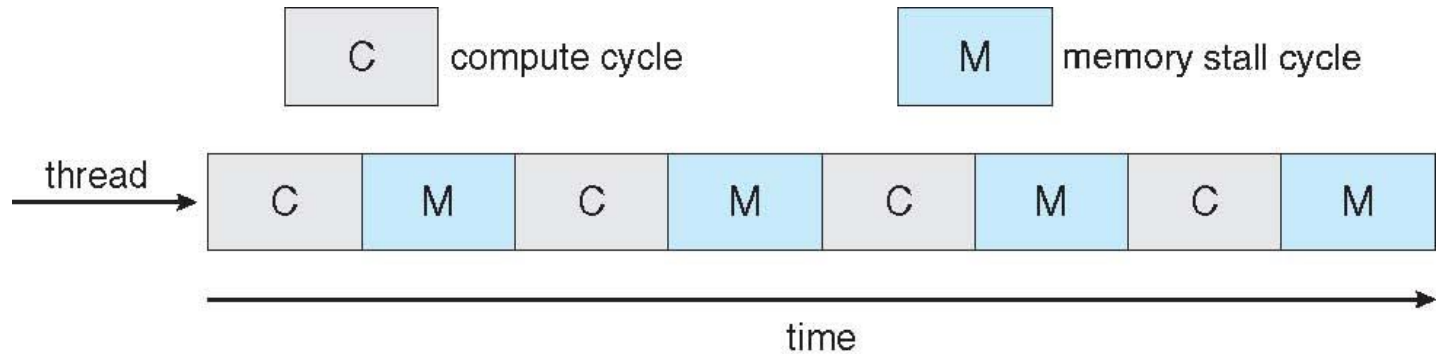 C compute cycle M memory stall cycle
thread
C M C M C M C M
time